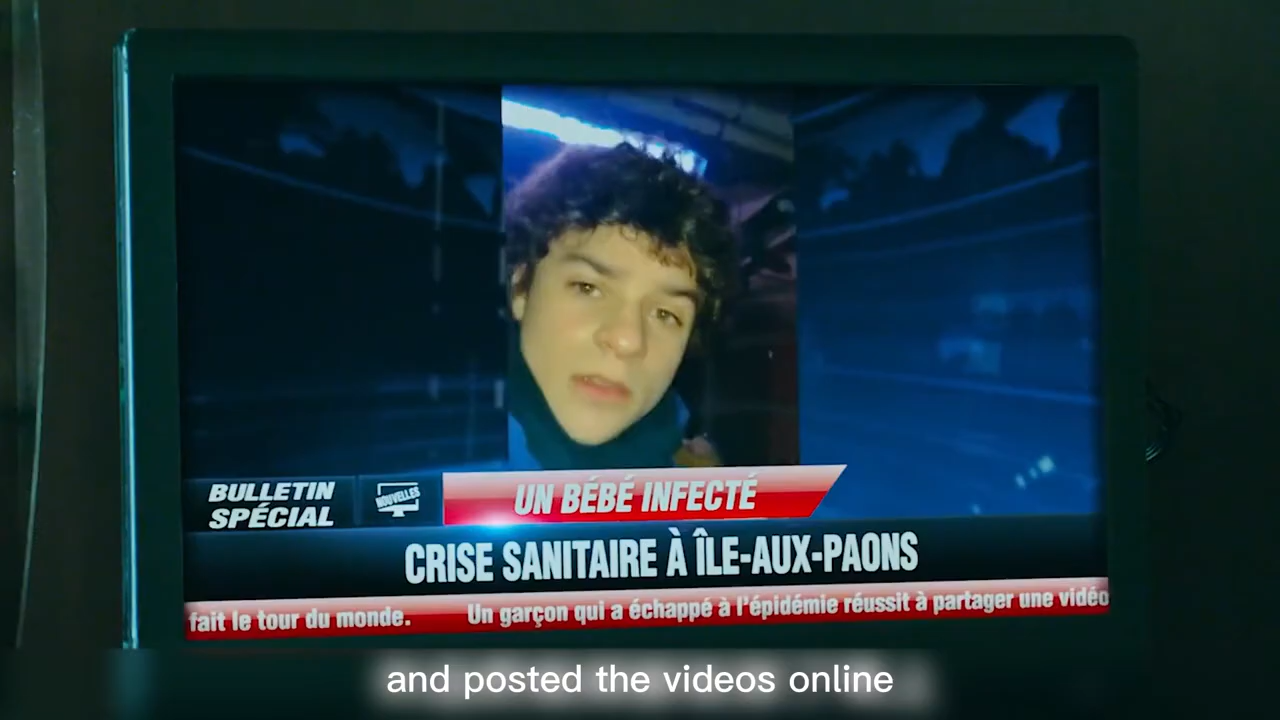 BULLETIN
SPÉCIAL
NOUVELLES
UN BÉBÉ INFECTÉ
CRISE SANITAIRE À ÎLE-AUX-PAONS
fait le tour du monde. Un garçon qui a échappé à l'épidémie réussit à partager une vidéo
and posted the videos online